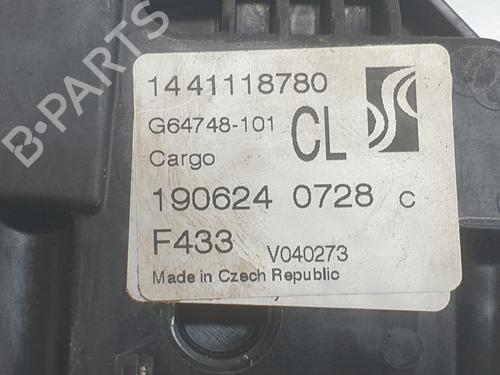 1441118780
G64748-101
CL
Cargo
190624 0728 C
F433 V040273
Made in Czech Republic
B-PARTS